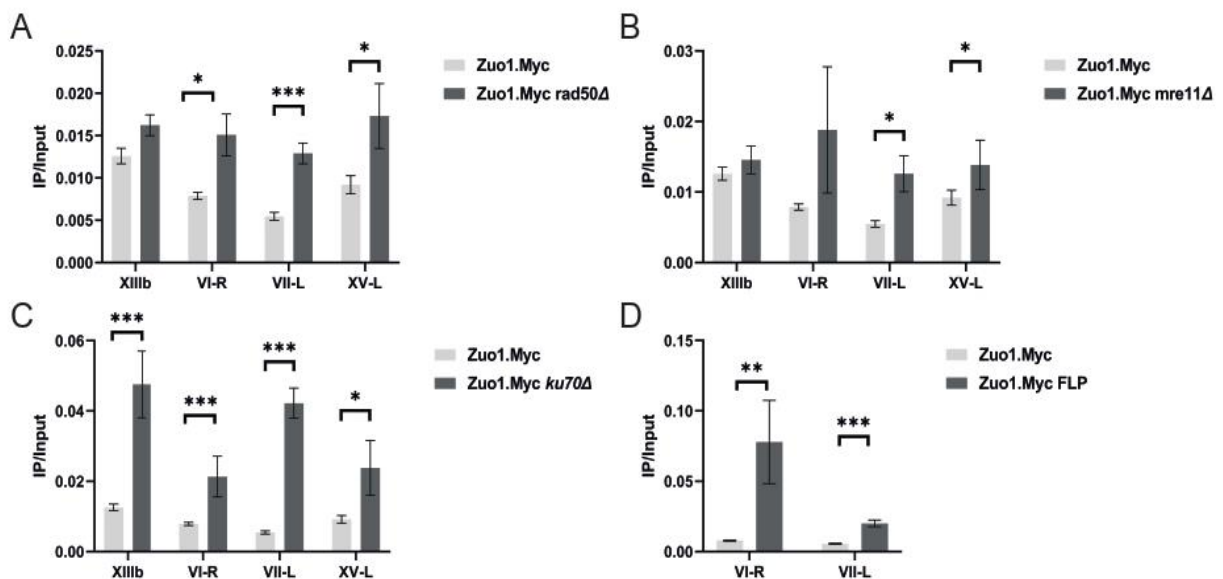 A
0.025
0.020
0.015
0.010
0.005
0.000
IP/Input
*
***
*
XIIIb
VI-R
VII-L
XV-L
Zuo1.Myc
Zuo1.Myc rad50Δ
B
0.03
0.02
0.01
0.00
IP/Input
*
*
XIIIb
VI-R
VII-L
XV-L
Zuo1.Myc
Zuo1.Myc mre11Δ
C
0.06
0.04
0.02
0.00
IP/Input
***
***
***
*
XIIIb
VI-R
VII-L
XV-L
Zuo1.Myc
Zuo1.Myc ku70Δ
D
0.15
0.10
0.05
0.00
IP/Input
**
***
VI-R
VII-L
Zuo1.Myc
Zuo1.Myc FLP